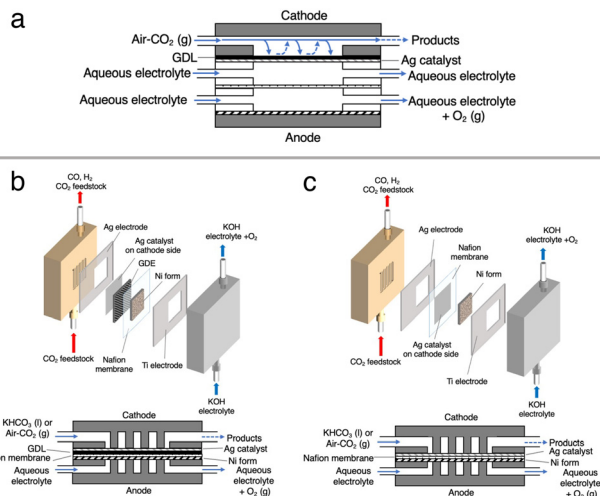 a
Cathode
Air-CO₂ (g)
Products
GDL
Ag catalyst
Aqueous electrolyte
Aqueous electrolyte
Aqueous electrolyte
Aqueous electrolyte
+ O₂ (g)
Anode
b
CO, H₂
CO₂ feedstock
Ag electrode
Ag catalyst
on cathode side
GDE
Ni form
KOH
electrolyte +O₂
CO₂ feedstock
Nafion
membrane
Ti electrode
KOH
electrolyte
Cathode
KHCO₃ (l) or
Air-CO₂ (g)
Products
GDL
Ag catalyst
membrane
Ni form
Aqueous
electrolyte
Aqueous
electrolyte
+ O₂ (g)
Anode
c
CO, H₂
CO₂ feedstock
Ag electrode
Nafion
membrane
Ni form
KOH
electrolyte +O₂
CO₂ feedstock
Ag catalyst
on cathode side
Ti electrode
KOH
electrolyte
Cathode
KHCO₃ (l) or
Air-CO₂ (g)
Products
Ag catalyst
Nafion membrane
Ni form
Aqueous
electrolyte
Aqueous
electrolyte
+ O₂ (g)
Anode